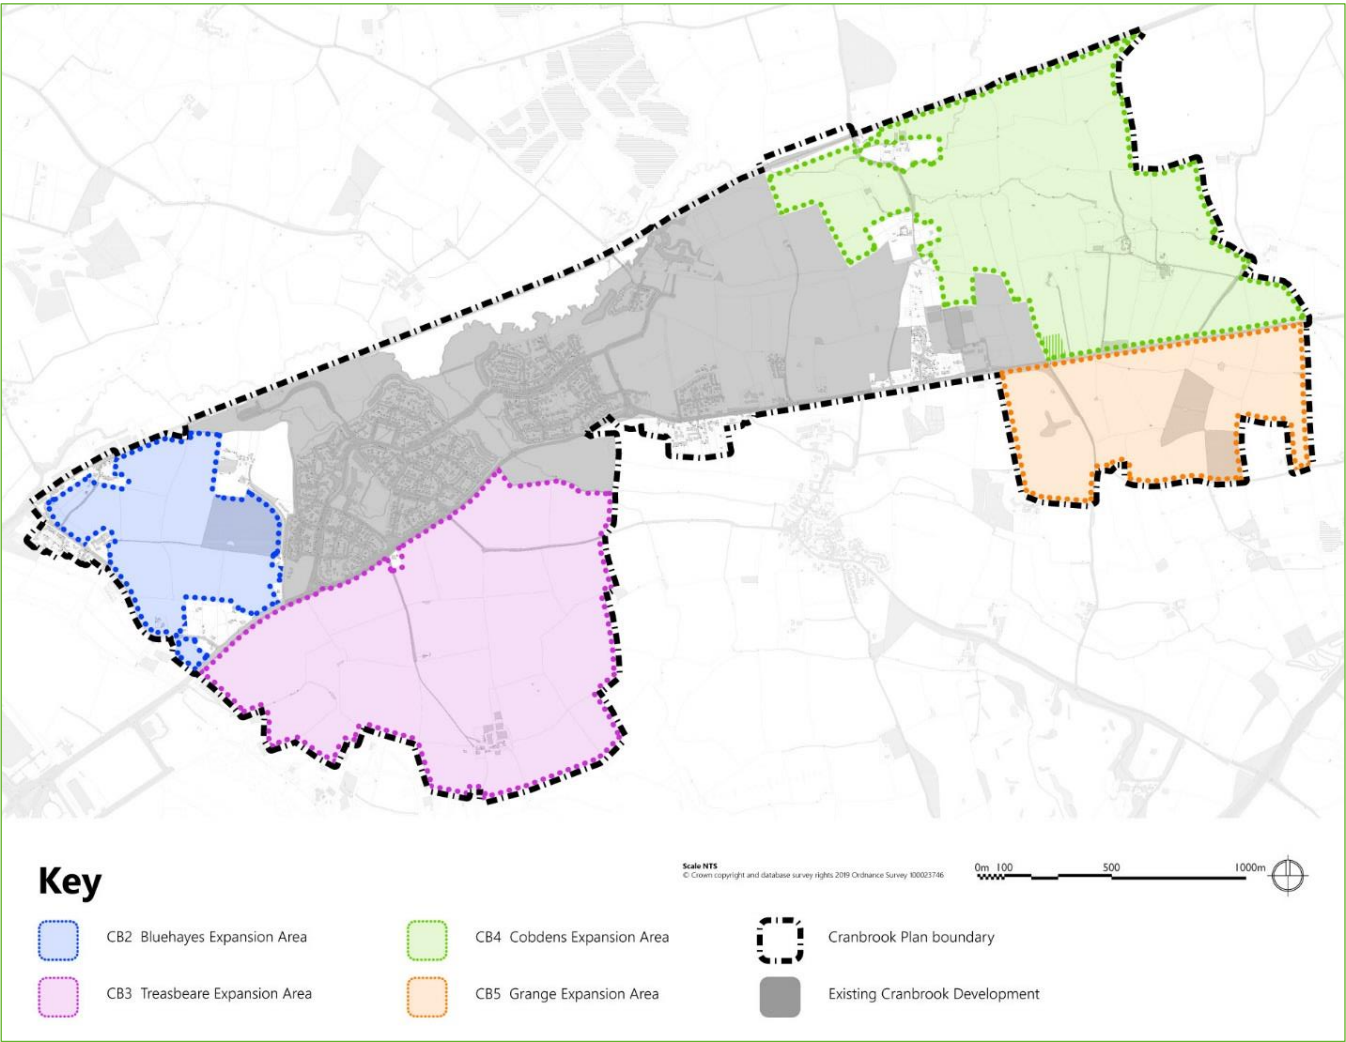 Key
Scale NTS
© Crown copyright and database survey rights 2019 Ordnance Survey 100023746
0m 100 500 1000m
CB2 Bluehayes Expansion Area
CB4 Cobdens Expansion Area
Cranbrook Plan boundary
CB3 Treasbeare Expansion Area
CB5 Grange Expansion Area
Existing Cranbrook Development